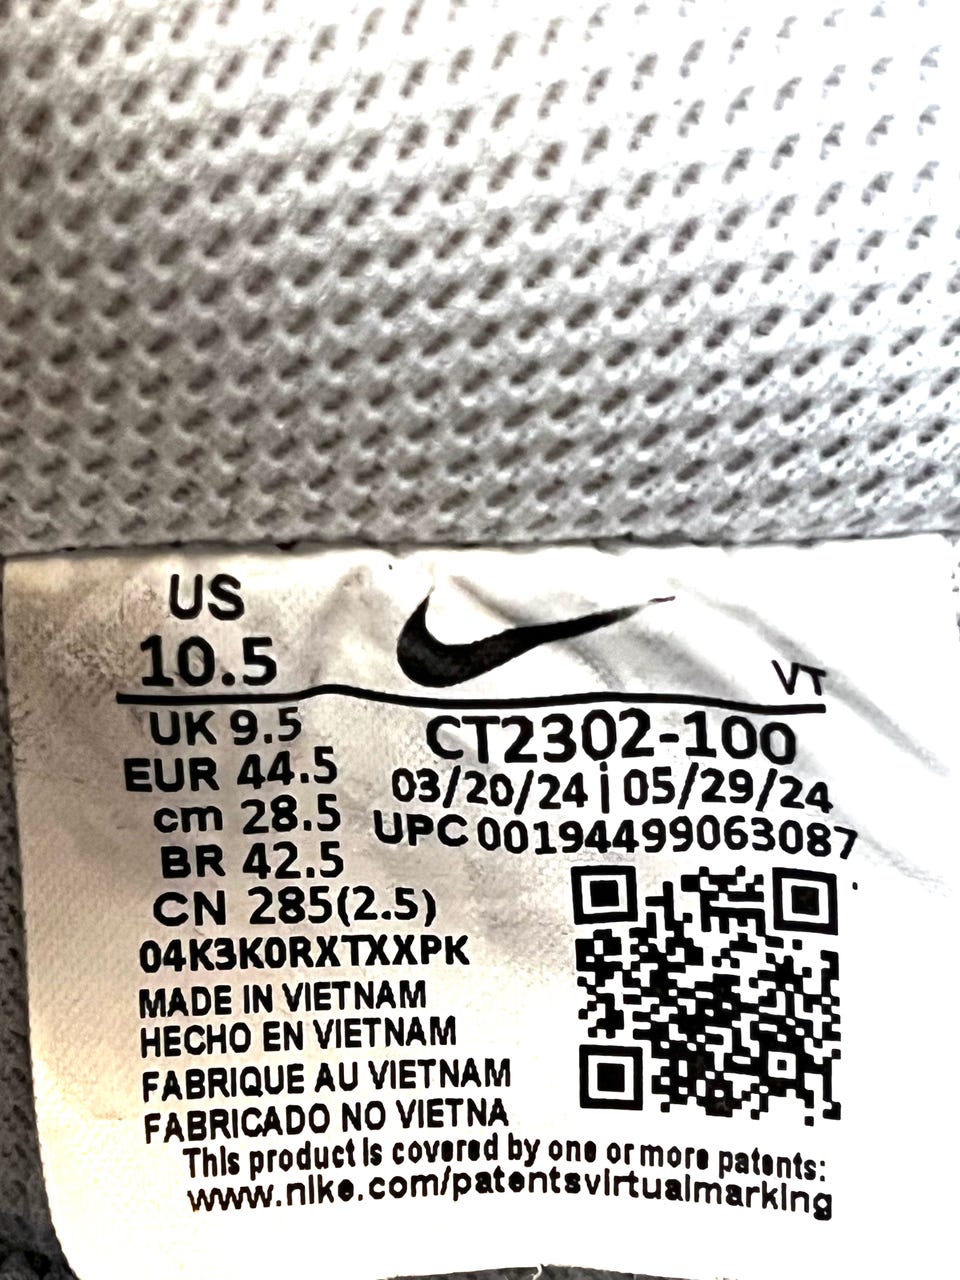 US
10.5
VT
UK 9.5
CT2302-100
EUR 44.5
03/20/24 | 05/29/24
cm 28.5
UPC 00194499063087
BR 42.5
CN 285(2.5)
04K3K0RXTXXPK
MADE IN VIETNAM
HECHO EN VIETNAM
FABRIQUE AU VIETNAM
FABRICADO NO VIETNA
This product is covered by one or more patents:
www.nike.com/patentsvirtualmarking